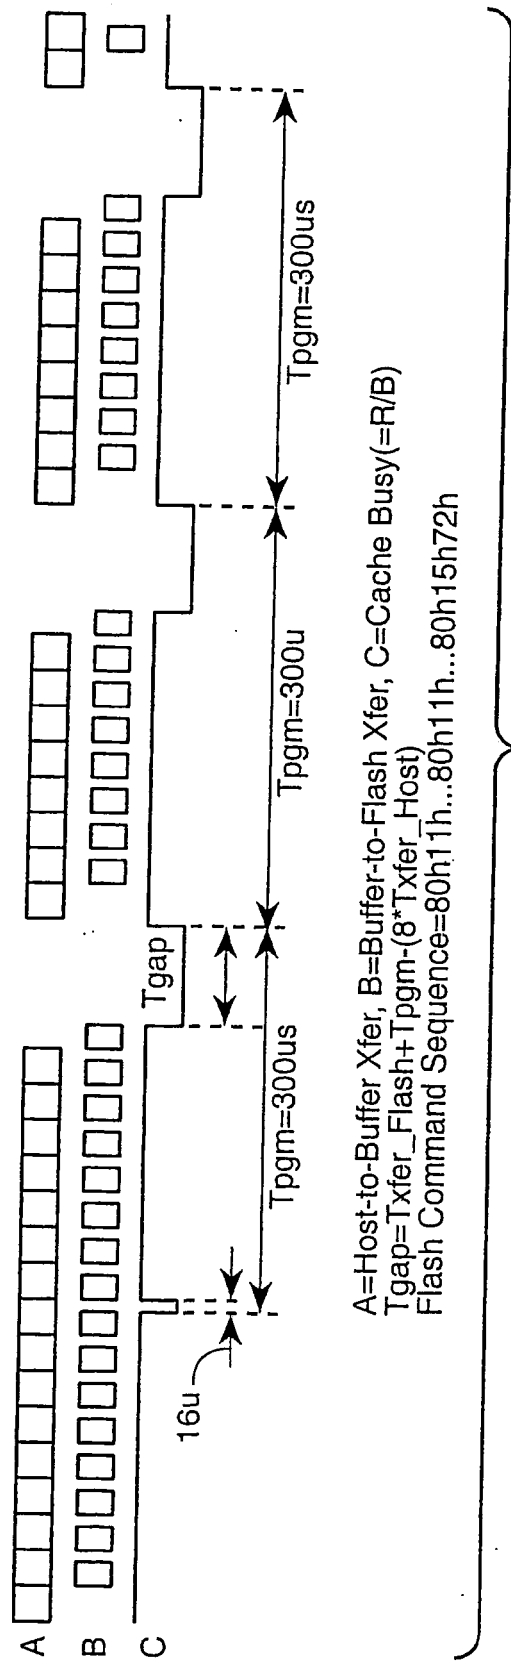 A
B
C
16u
Tpgm=300us
Tgap
Tpgm=300u
Tpgm=300us
A=Host-to-Buffer Xfer, B=Buffer-to-Flash Xfer, C=Cache Busy(=R/B)
Tgap=Txfer_Flash+Tpgm-(8*Txfer_Host)
Flash Command Sequence=80h11h...80h11h...80h15h72h